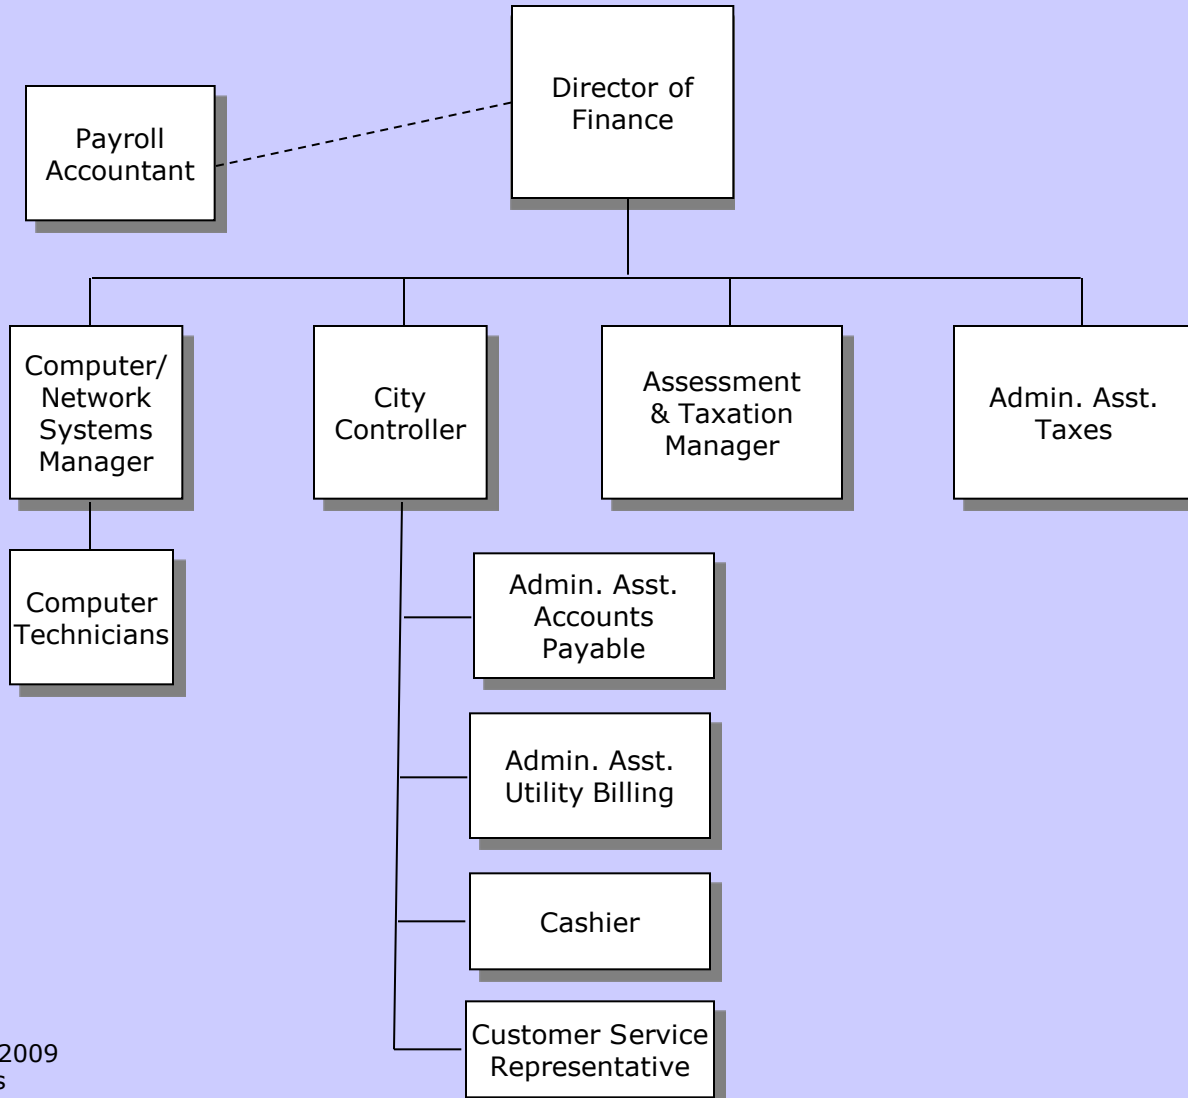 Director of
Finance
Payroll
Accountant
Computer/
Network
Systems
Manager
City
Controller
Assessment
& Taxation
Manager
Admin. Asst.
Taxes
Computer
Technicians
Admin. Asst.
Accounts
Payable
Admin. Asst.
Utility Billing
Cashier
Customer Service
Representative
2009
s